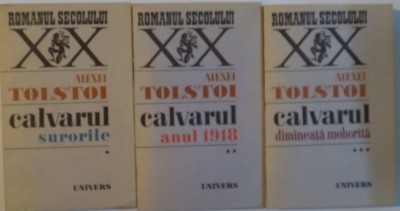 ROMANUL SECOLULUI
XX
ALEXEI
TOLSTOI
calvarul
surorile
*
UNIVERS
ROMANUL SECOLULUI
XX
ALEXEI
TOLSTOI
calvarul
anul 1918
**
UNIVERS
ROMANUL SECOLULUI
XX
ALEXEI
TOLSTOI
calvarul
dimineață mohorîtă
***
UNIVERS